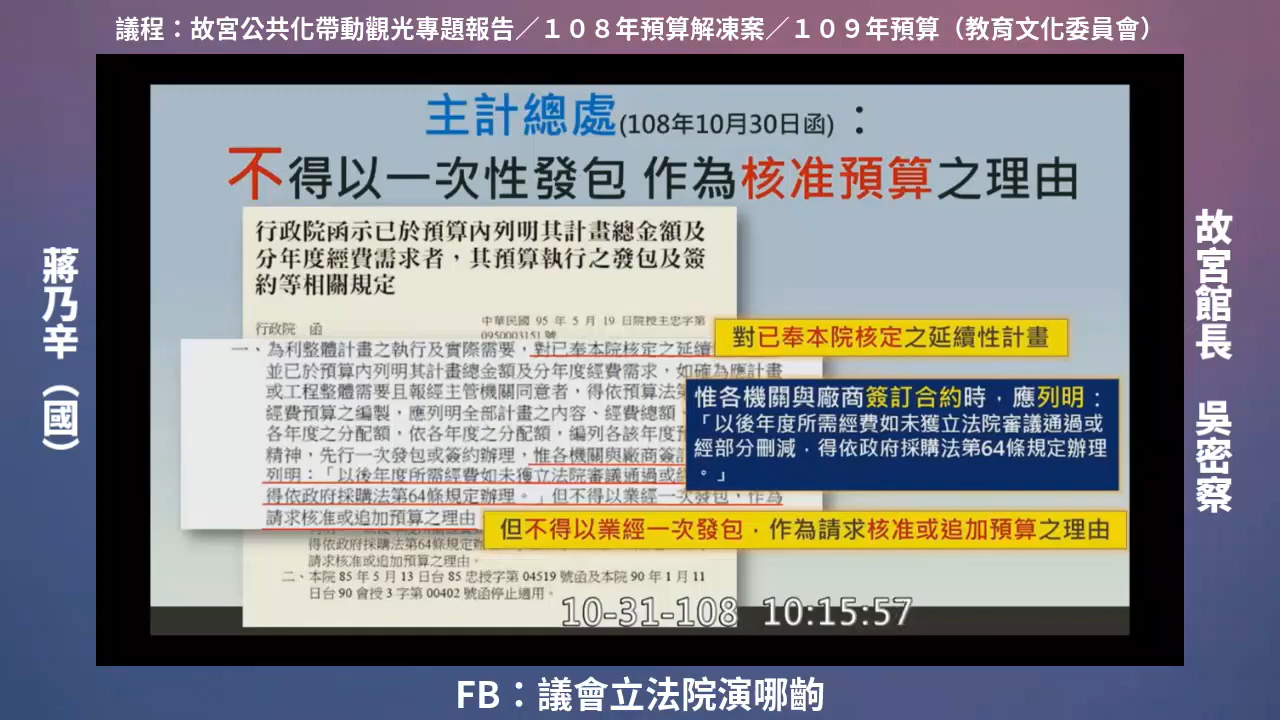 議程：故宮公共化帶動觀光專題報告／１０８年預算解凍案／１０９年預算（教育文化委員會）
主計總處(108年10月30日函)：
不得以一次性發包 作為核准預算之理由
行政院函示已於預算內列明其計畫總金額及
分年度經費需求者，其預算執行之發包及簽
約等相關規定
行政院　函
中華民國 95 年 5 月 19 日院授主忠字第
0950003151 號
一、為利整體計畫之執行及實際需要，對已奉本院核定之延續
並已於預算內列明其計畫總金額及分年度經費需求，如確為應計畫
或工程整體需要且報經主管機關同意者，得依預算法第
經費預算之編製，應列明全部計畫之內容、經費總額、
各年度之分配額，依各年度之分配額，編列各該年度預
精神，先行一次發包或簽約辦理，惟各機關與廠商簽訂
列明：「以後年度所需經費如未獲立法院審議通過或經
得依政府採購法第64條規定辦理。」但不得以業經一次發包，作為
請求核准或追加預算之理由
對已奉本院核定之延續性計畫
惟各機關與廠商簽訂合約時，應列明：
「以後年度所需經費如未獲立法院審議通過或
經部分刪減，得依政府採購法第64條規定辦理
。」
但不得以業經一次發包，作為請求核准或追加預算之理由
得依政府採購法第64條規定
請求核准或追加預算之理由。
二、本院 85 年 5 月 13 日台 85 忠授字第 04519 號函及本院 90 年 1 月 11
日台 90 會授 3 字第 00402 號函停止適用。
10-31-108 10:15:57
蔣乃辛（國）
故宮館長　吳密察
FB：議會立法院演哪齣